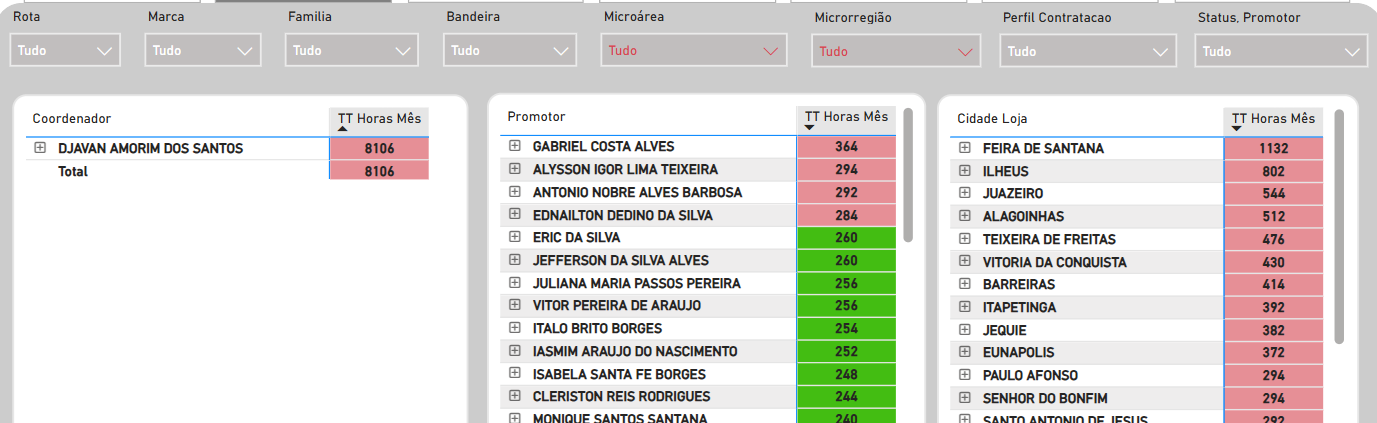 Rota Marca Familia Bandeira Microárea Microrregião Perfil Contratacao Status, Promotor
Tudo Tudo Tudo Tudo Tudo Tudo Tudo Tudo
Coordenador TT Horas Mês
DJAVAN AMORIM DOS SANTOS 8106
Total 8106
Promotor TT Horas Mês
GABRIEL COSTA ALVES 364
ALYSSON IGOR LIMA TEIXEIRA 294
ANTONIO NOBRE ALVES BARBOSA 292
EDNAILTON DEDINO DA SILVA 284
ERIC DA SILVA 260
JEFFERSON DA SILVA ALVES 260
JULIANA MARIA PASSOS PEREIRA 256
VITOR PEREIRA DE ARAUJO 256
ITALO BRITO BORGES 254
IASMIM ARAUJO DO NASCIMENTO 252
ISABELA SANTA FE BORGES 248
CLERISTON REIS RODRIGUES 244
MONIQUE SANTOS SANTANA 240
Cidade Loja TT Horas Mês
FEIRA DE SANTANA 1132
ILHEUS 802
JUAZEIRO 544
ALAGOINHAS 512
TEIXEIRA DE FREITAS 476
VITORIA DA CONQUISTA 430
BARREIRAS 414
ITAPETINGA 392
JEQUIE 382
EUNAPOLIS 372
PAULO AFONSO 294
SENHOR DO BONFIM 294
SANTO ANTONIO DE JESUS 292